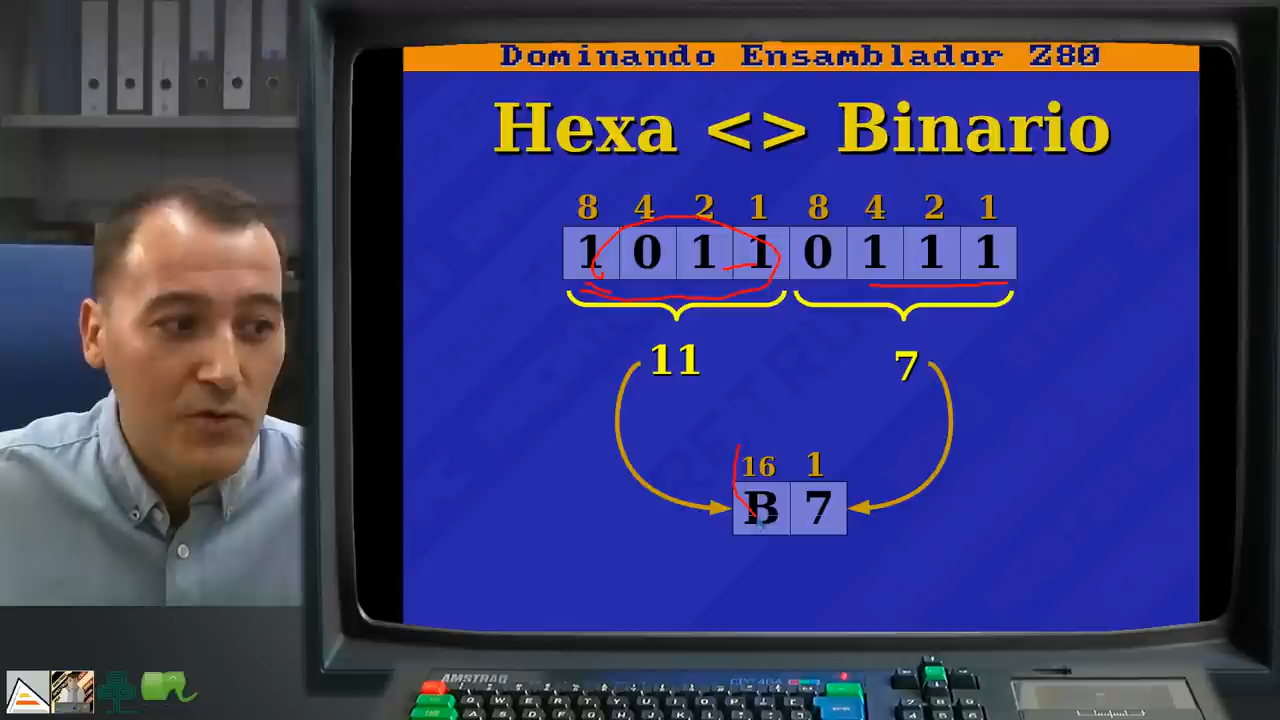 Dominando Ensamblador Z80
Hexa <> Binario
8 4 2 1 8 4 2 1
1 0 1 1 0 1 1 1
11 7
16 1
B 7
AMSTRAD